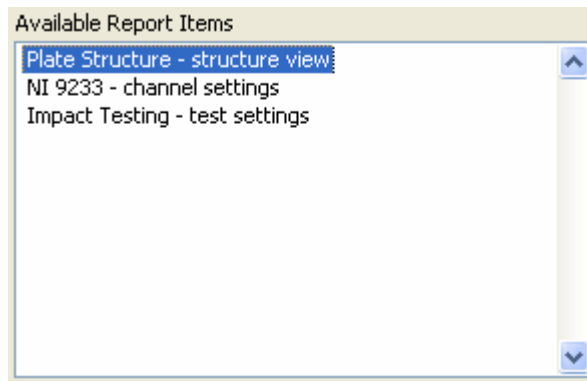 Available Report Items
Plate Structure - structure view
NI 9233 - channel settings
Impact Testing - test settings